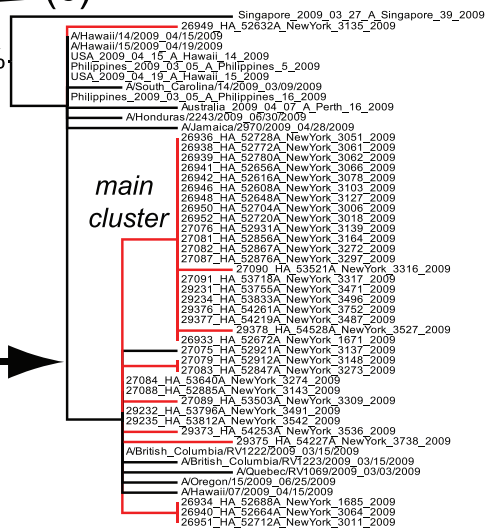 Singapore_2009_03_27_A_Singapore_39_2009
26949_HA_52632A_NewYork_3135_2009
A/Hawaii/14/2009_04/15/2009
A/Hawaii/15/2009_04/19/2009
USA_2009_04_15_A_Hawaii_14_2009
Philippines_2009_03_05_A_Philippines_5_2009
USA_2009_04_19_A_Hawaii_15_2009
A/South_Carolina/14_2009/03/09/2009
Philippines_2009_03_05_A_Philippines_16_2009
Australia_2009_04_07_A_Perth_16_2009
A/Honduras/2243/2009_06/30/2009
A/Jamaica/2970/2009_04/28/2009
26936_HA_52728A_NewYork_3051_2009
26938_HA_52772A_NewYork_3061_2009
26939_HA_52780A_NewYork_3062_2009
26941_HA_52656A_NewYork_3066_2009
26942_HA_52616A_NewYork_3078_2009
26946_HA_52608A_NewYork_3103_2009
26948_HA_52648A_NewYork_3127_2009
26950_HA_52704A_NewYork_3006_2009
26952_HA_52720A_NewYork_3018_2009
27076_HA_52931A_NewYork_3139_2009
27081_HA_52856A_NewYork_3164_2009
27082_HA_52867A_NewYork_3272_2009
27087_HA_52876A_NewYork_3297_2009
27090_HA_53521A_NewYork_3316_2009
27091_HA_53718A_NewYork_3317_2009
29231_HA_53755A_NewYork_3471_2009
29234_HA_53833A_NewYork_3496_2009
29376_HA_54261A_NewYork_3752_2009
29377_HA_54219A_NewYork_3487_2009
29378_HA_54528A_NewYork_3527_2009
26933_HA_52672A_NewYork_1671_2009
main
cluster
27075_HA_52921A_NewYork_3137_2009
27079_HA_52912A_NewYork_3148_2009
27083_HA_52847A_NewYork_3273_2009
27084_HA_53640A_NewYork_3274_2009
27088_HA_52885A_NewYork_3143_2009
27089_HA_53503A_NewYork_3309_2009
29232_HA_53796A_NewYork_3491_2009
29235_HA_53812A_NewYork_3542_2009
29373_HA_54253A_NewYork_3536_2009
29375_HA_54227A_NewYork_3738_2009
A/British_Columbia/RV1222/2009_03/15/2009
A/British_Columbia/RV1223/2009_03/15/2009
A/Quebec/RV1069/2009_03/03/2009
A/Oregon/15/2009_06/25/2009
A/Hawaii/07/2009_04/15/2009
26934_HA_52688A_NewYork_1685_2009
26940_HA_52664A_NewYork_3064_2009
26951_HA_52712A_NewYork_3011_2009